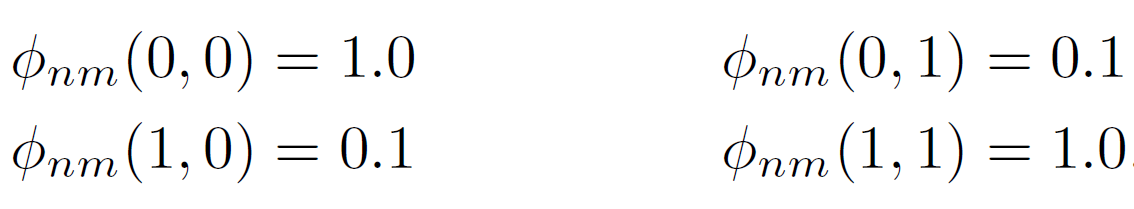 ϕₙₘ(0, 0) = 1.0 ϕₙₘ(0, 1) = 0.1
ϕₙₘ(1, 0) = 0.1 ϕₙₘ(1, 1) = 1.0.